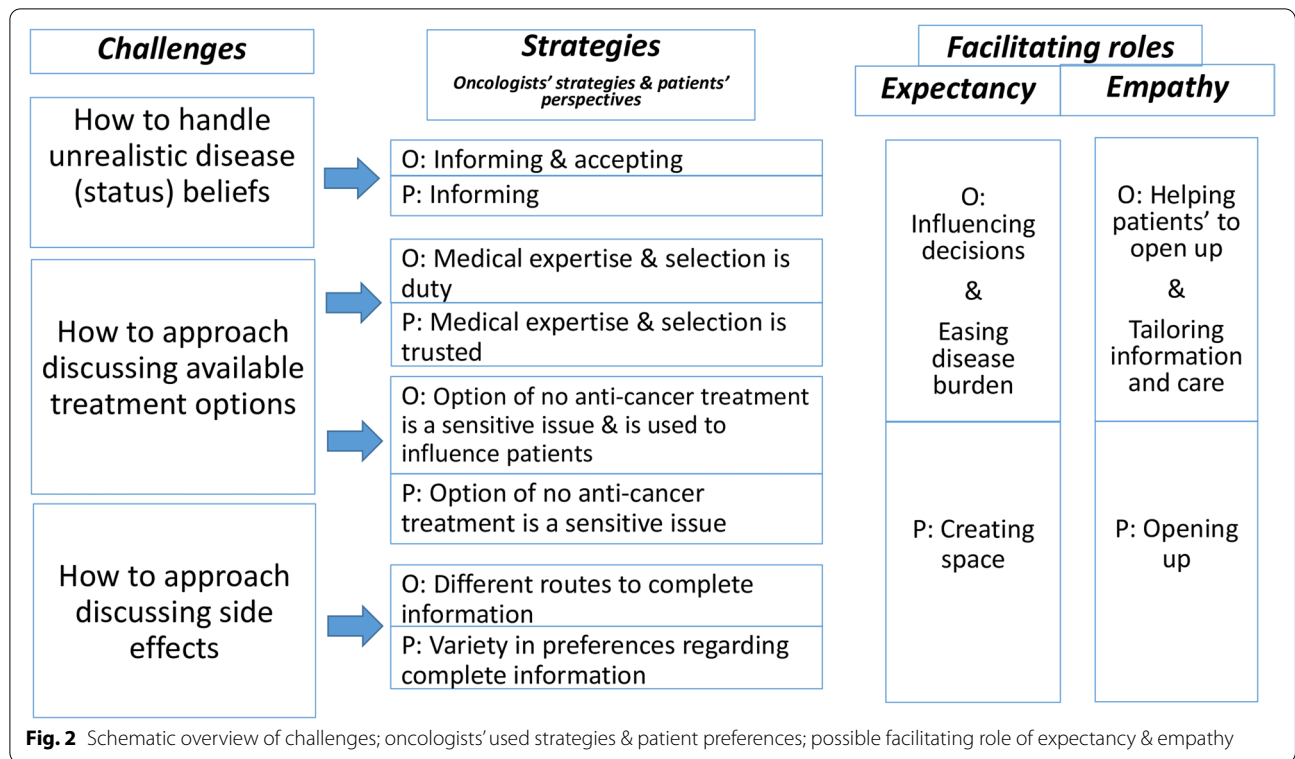 Challenges
How to handle
unrealistic disease
(status) beliefs
How to approach
discussing available
treatment options
How to approach
discussing side
effects
Strategies
Oncologists’ strategies & patients’
perspectives
O: Informing & accepting
P: Informing
O: Medical expertise & selection is
duty
P: Medical expertise & selection is
trusted
O: Option of no anti-cancer treatment
is a sensitive issue & is used to
influence patients
P: Option of no anti-cancer
treatment is a sensitive issue
O: Different routes to complete
information
P: Variety in preferences regarding
complete information
Facilitating roles
Expectancy
O:
Influencing
decisions
&
Easing
disease
burden
P: Creating
space
Empathy
O: Helping
patients’ to
open up
&
Tailoring
information
and care
P: Opening
up
Fig. 2 Schematic overview of challenges; oncologists’ used strategies & patient preferences; possible facilitating role of expectancy & empathy